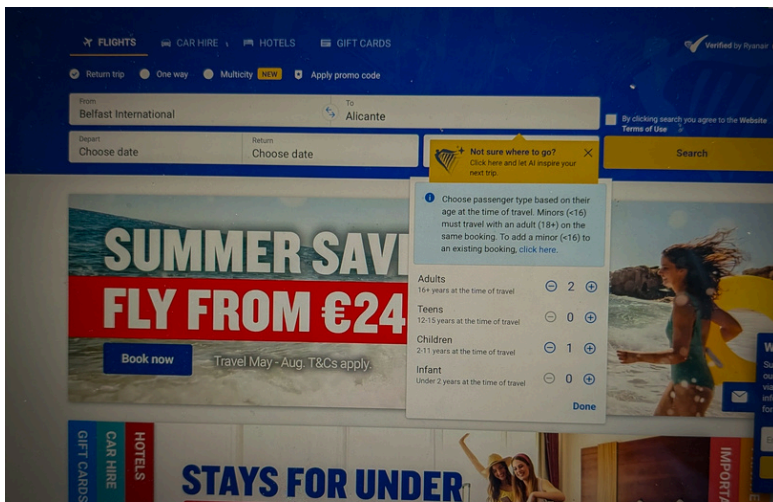 FLIGHTS
CAR HIRE
HOTELS
GIFT CARDS
Verified by Ryanair
Return trip
One way
Multicity NEW
Apply promo code
From
Belfast International
To
Alicante
By clicking search you agree to the Website
Terms of Use
Depart
Choose date
Return
Choose date
Search
Not sure where to go?
Click here and let AI inspire your
next trip.
Choose passenger type based on their
age at the time of travel. Minors (<16)
must travel with an adult (18+) on the
same booking. To add a minor (<16) to
an existing booking, click here.
Adults
16+ years at the time of travel
2
Teens
12-15 years at the time of travel
0
Children
2-11 years at the time of travel
1
Infant
Under 2 years at the time of travel
0
Done
SUMMER
FLY FROM €24
Book now
Travel May - Aug. T&Cs apply.
GIFT CARDS
CAR HIRE
HOTELS
STAYS FOR UNDER